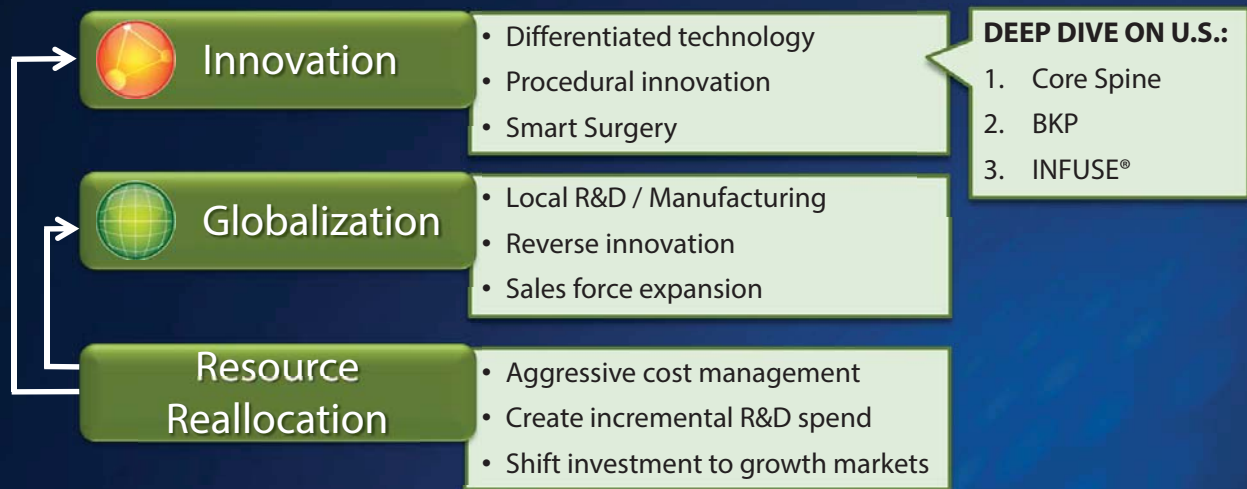 Innovation
• Differentiated technology
• Procedural innovation
• Smart Surgery
DEEP DIVE ON U.S.:
1. Core Spine
2. BKP
3. INFUSE®
Globalization
• Local R&D / Manufacturing
• Reverse innovation
• Sales force expansion
Resource
Reallocation
• Aggressive cost management
• Create incremental R&D spend
• Shift investment to growth markets